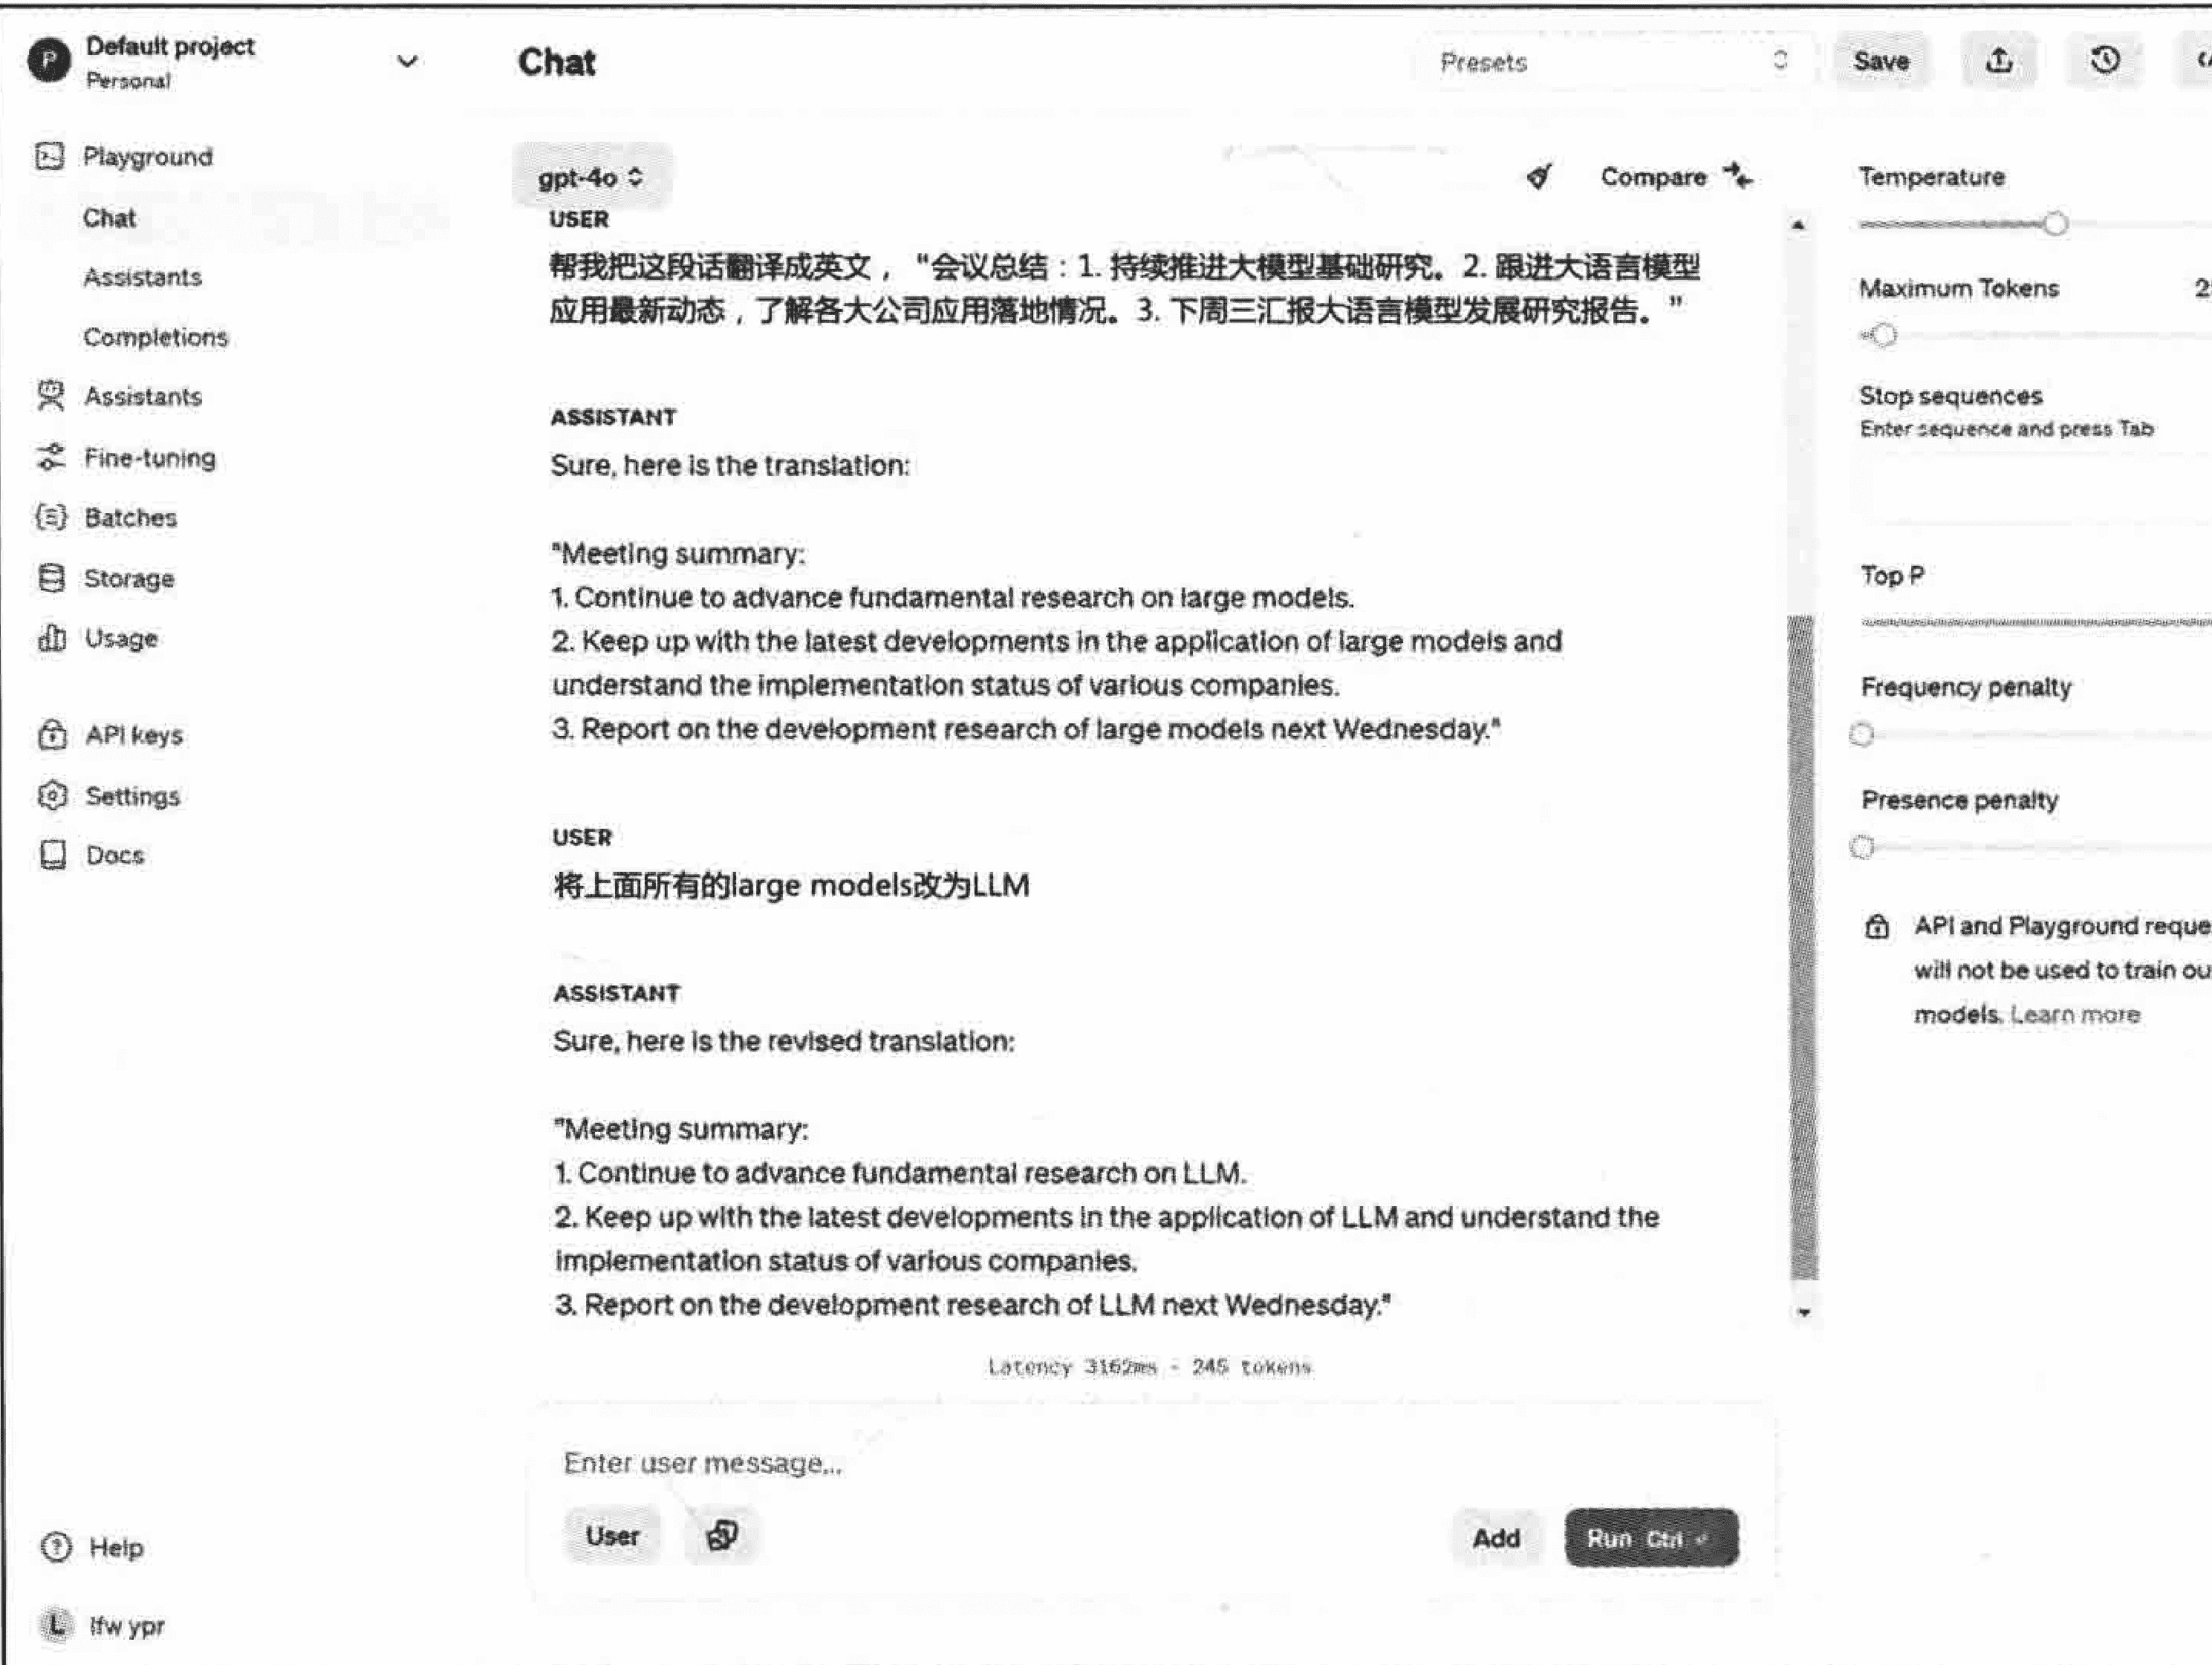 Default project
Personal
Chat
Presets
Save
Playground
Chat
Assistants
Completions
Assistants
Fine-tuning
Batches
Storage
Usage
API keys
Settings
Docs
Help
L
lfw ypr
gpt-4o
Compare
USER
帮我把这段话翻译成英文，"会议总结：1. 持续推进大模型基础研究。2. 跟进大语言模型
应用最新动态，了解各大公司应用落地情况。3. 下周三汇报大语言模型发展研究报告。"
ASSISTANT
Sure, here is the translation:
"Meeting summary:
1. Continue to advance fundamental research on large models.
2. Keep up with the latest developments in the application of large models and
understand the implementation status of various companies.
3. Report on the development research of large models next Wednesday."
USER
将上面所有的large models改为LLM
ASSISTANT
Sure, here is the revised translation:
"Meeting summary:
1. Continue to advance fundamental research on LLM.
2. Keep up with the latest developments in the application of LLM and understand the
implementation status of various companies.
3. Report on the development research of LLM next Wednesday."
Latency 3162ms - 245 tokens
Enter user message...
User
Add
Run Ctrl
Temperature
Maximum Tokens
Stop sequences
Enter sequence and press Tab
Top P
Frequency penalty
Presence penalty
API and Playground reque
will not be used to train ou
models. Learn more